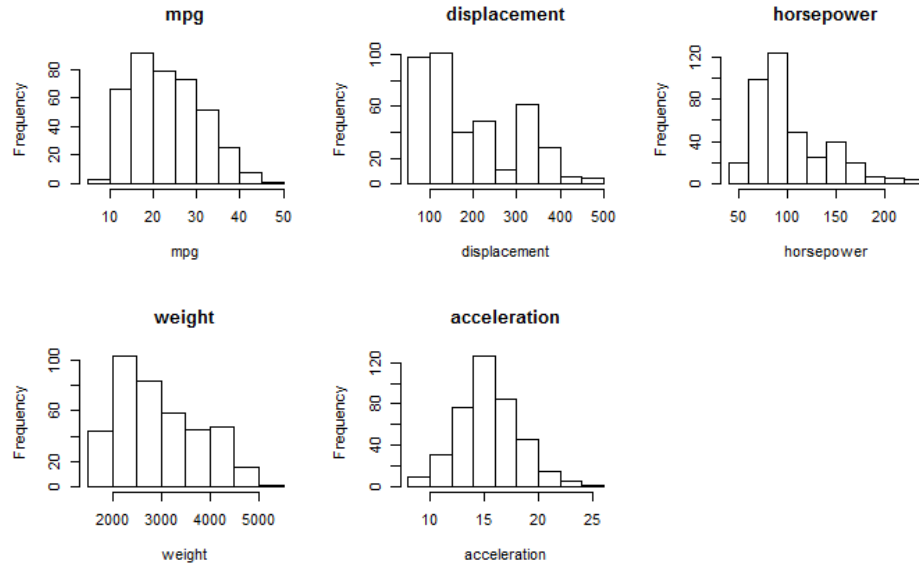 mpg
Frequency
0 20 40 60 80
10 20 30 40 50
mpg
displacement
Frequency
0 20 60 100
100 200 300 400 500
displacement
horsepower
Frequency
0 40 80 120
50 100 150 200
horsepower
weight
Frequency
0 20 60 100
2000 3000 4000 5000
weight
acceleration
Frequency
0 40 80 120
10 15 20 25
acceleration